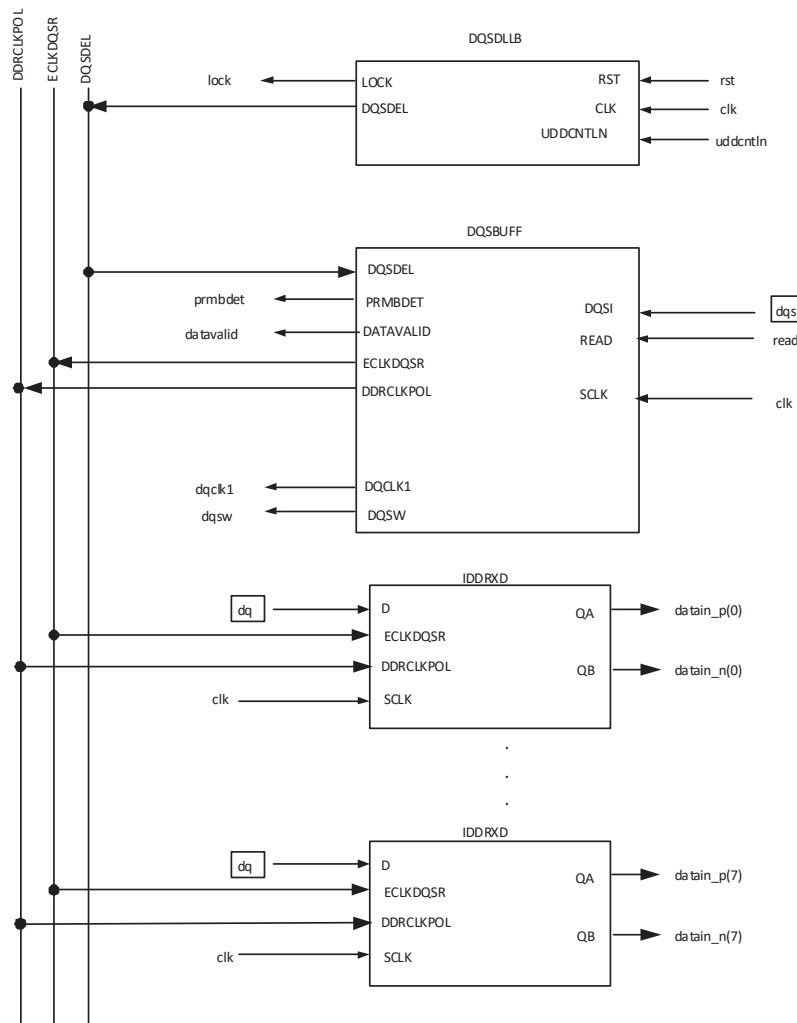 DDRCLKPOL
ECLKDQSR
DQSDEL
DQSDLLB
lock
LOCK
DQSDEL
RST
CLK
UDDCNTLN
rst
clk
uddcntln
DQSBUFF
DQSDEL
prmbdet
PRMBDET
datavalid
DATAVALID
ECLKDQSR
DDRCLKPOL
DQSI
dqs
READ
read
SCLK
clk
dqclk1
DQCLK1
dqsw
DQSW
IDDRXD
dq
D
ECLKDQSR
DDRCLKPOL
clk
SCLK
QA
datain_p(0)
QB
datain_n(0)
.
.
.
IDDRXD
dq
D
ECLKDQSR
DDRCLKPOL
clk
SCLK
QA
datain_p(7)
QB
datain_n(7)